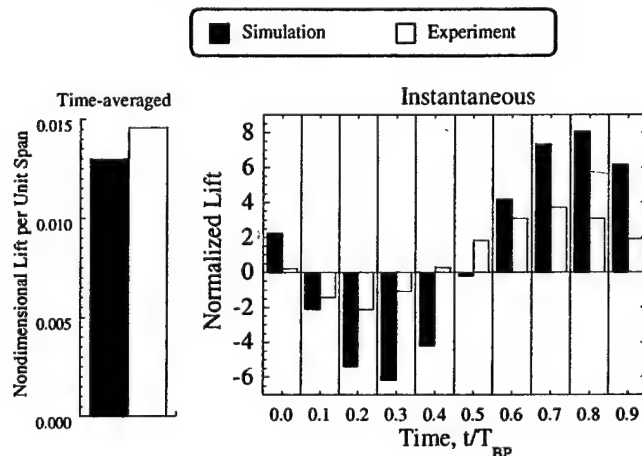 Simulation Experiment
Time-averaged
Instantaneous
Nondimensional Lift per Unit Span
0.015
0.010
0.005
0.000
Normalized Lift
8
6
4
2
0
-2
-4
-6
0.0 0.1 0.2 0.3 0.4 0.5 0.6 0.7 0.8 0.9
Time, t/T_BP